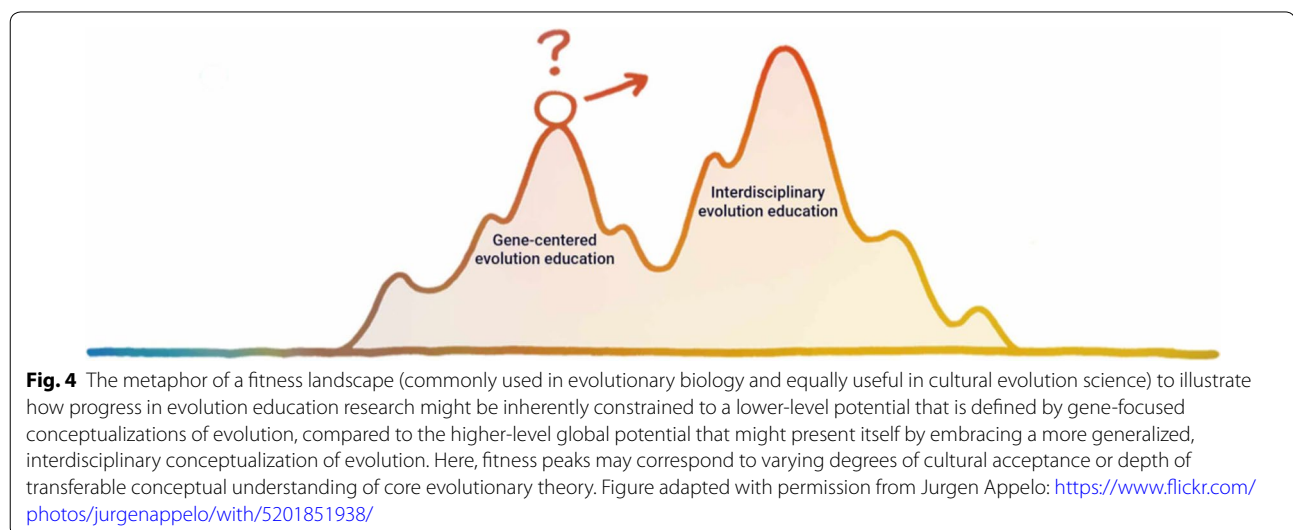 ?
Interdisciplinary
evolution education
Gene-centered
evolution education
Fig. 4 The metaphor of a fitness landscape (commonly used in evolutionary biology and equally useful in cultural evolution science) to illustrate
how progress in evolution education research might be inherently constrained to a lower-level potential that is defined by gene-focused
conceptualizations of evolution, compared to the higher-level global potential that might present itself by embracing a more generalized,
interdisciplinary conceptualization of evolution. Here, fitness peaks may correspond to varying degrees of cultural acceptance or depth of
transferable conceptual understanding of core evolutionary theory. Figure adapted with permission from Jurgen Appelo: https://www.flickr.com/
photos/jurgenappelo/with/5201851938/